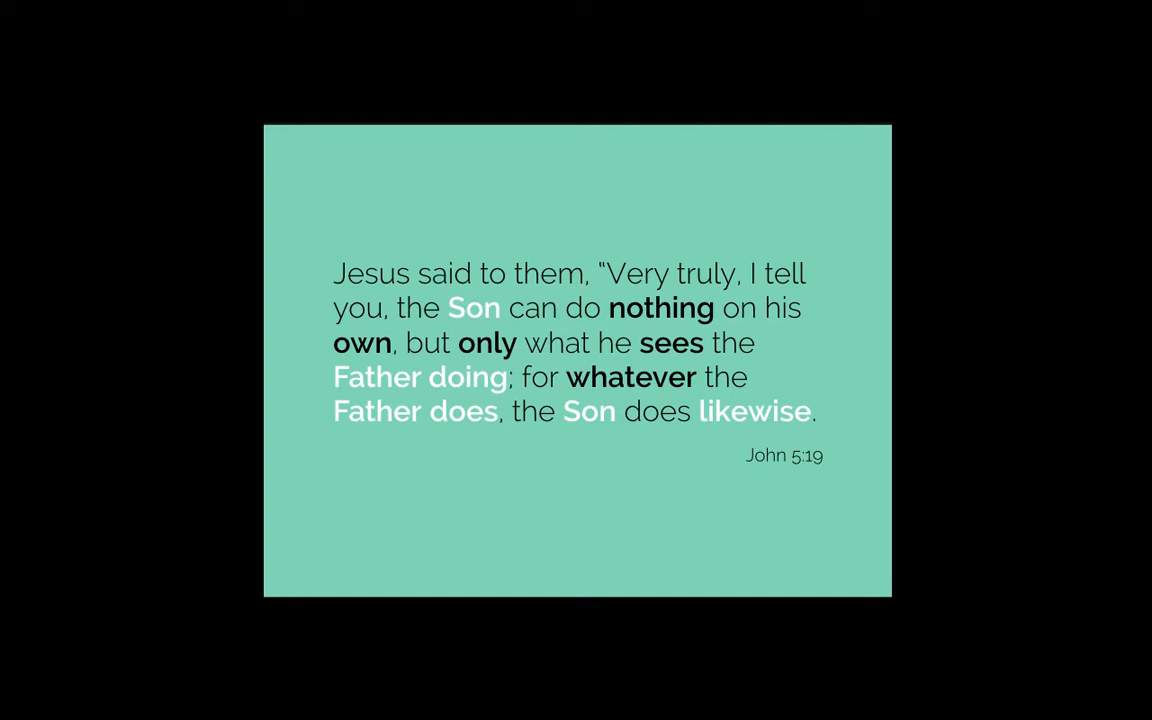 Jesus said to them, “Very truly, I tell
you, the Son can do nothing on his
own, but only what he sees the
Father doing; for whatever the
Father does, the Son does likewise.
John 5:19